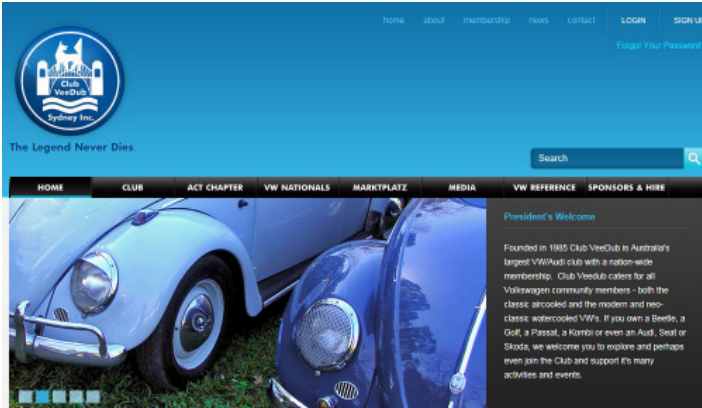 home about membership news contact LOGIN SIGN U
Forgot Your Password
Club
VeeDub
Sydney Inc.
The Legend Never Dies
Search
HOME CLUB ACT CHAPTER VW NATIONALS MARKTPLATZ MEDIA VW REFERENCE SPONSORS & HIRE
President's Welcome
Founded in 1985 Club VeeDub is Australia's
largest VW/Audi club with a nation-wide
membership. Club Veedub caters for all
Volkswagen community members - both the
classic aircooled and the modern and neo-
classic watercooled VW's. If you own a Beetle, a
Golf, a Passat, a Kombi or even an Audi, Seat or
Skoda, we welcome you to explore and perhaps
even join the Club and support it's many
activities and events.